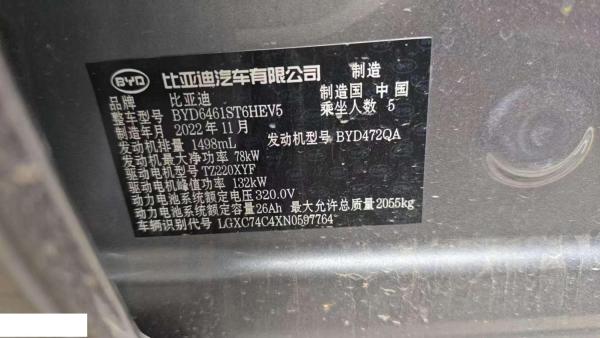 BYD 比亚迪汽车有限公司 制造
品牌 比亚迪 制造国 中国
整车型号 BYD6461ST6HEV5 乘坐人数 5
制造年月 2022年11月
发动机排量 1498mL 发动机型号 BYD472QA
发动机最大净功率 78kW
驱动电机型号 TZ220XYF
驱动电机峰值功率 132kW
动力电池系统额定电压 320.0V
动力电池系统额定容量 26Ah 最大允许总质量 2055kg
车辆识别代号 LGXC74C4XN0597764